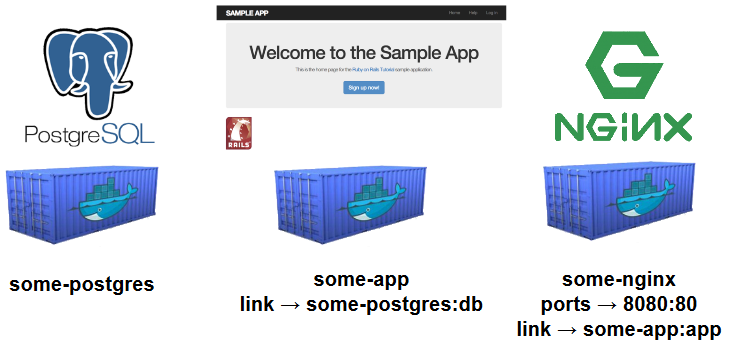 PostgreSQL
SAMPLE APP
Home Help Log in
Welcome to the Sample App
This is the home page for the Ruby on Rails Tutorial sample application.
Sign up now!
RAILS
NGiNX
some-postgres
some-app
link → some-postgres:db
some-nginx
ports → 8080:80
link → some-app:app